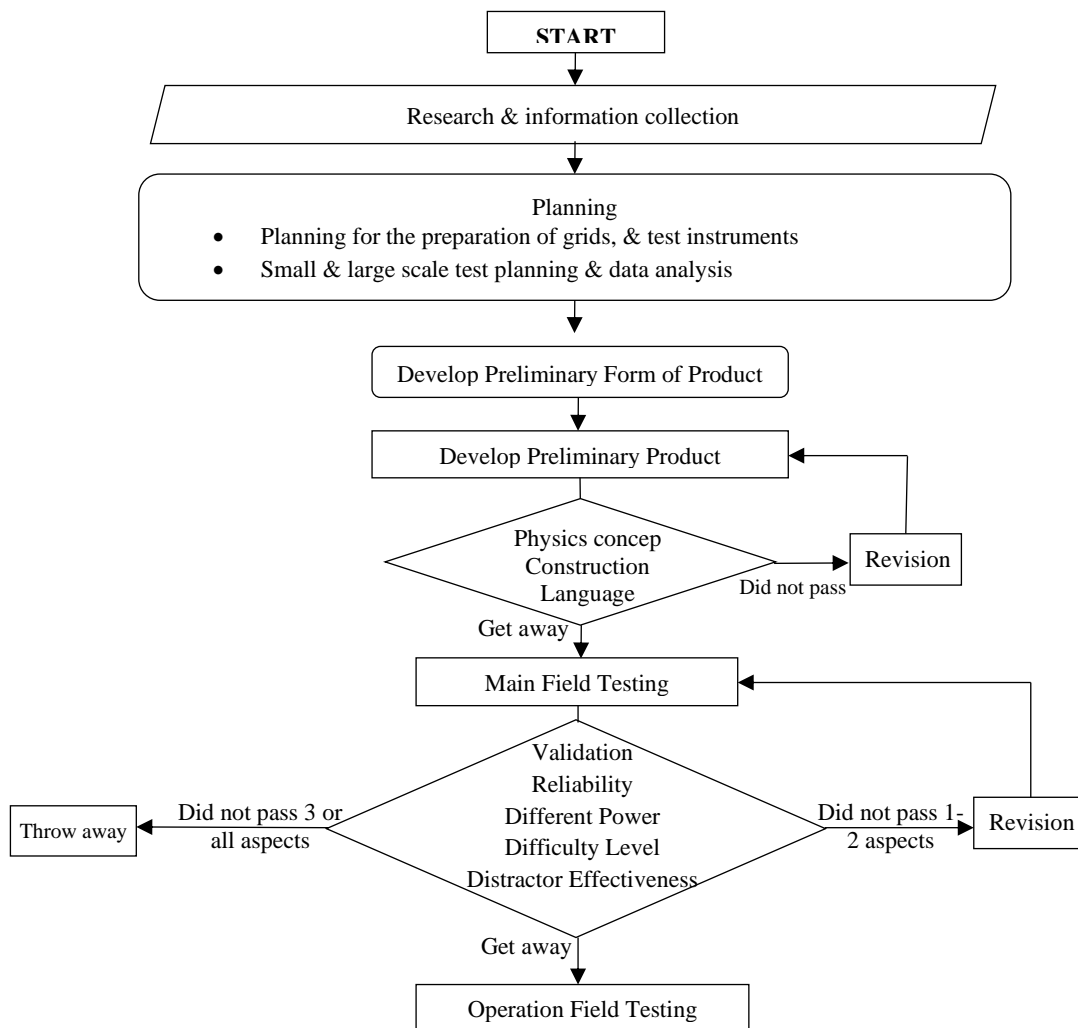 START
Research & information collection
Planning
• Planning for the preparation of grids, & test instruments
• Small & large scale test planning & data analysis
Develop Preliminary Form of Product
Develop Preliminary Product
Physics concep
Construction
Language
Did not pass
Revision
Get away
Main Field Testing
Validation
Reliability
Different Power
Difficulty Level
Distractor Effectiveness
Did not pass 3 or
all aspects
Throw away
Did not pass 1-
2 aspects
Revision
Get away
Operation Field Testing